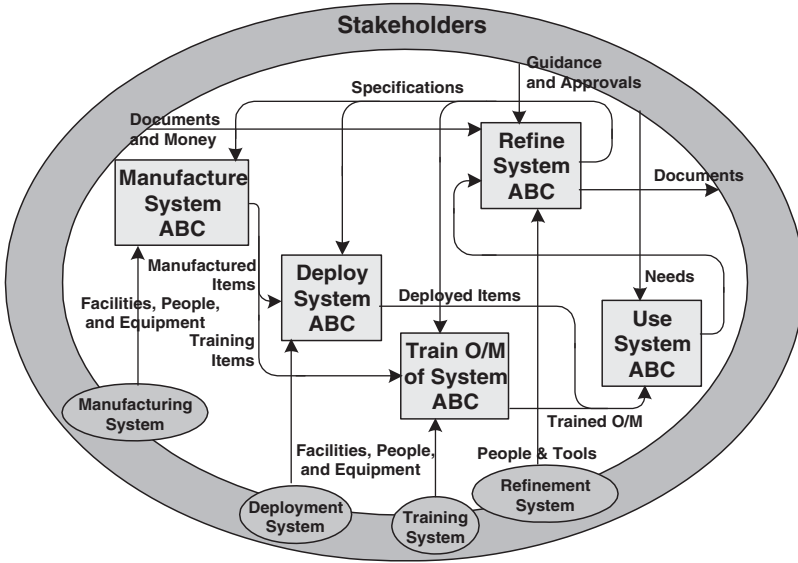 Stakeholders
Guidance
and Approvals
Specifications
Documents
and Money
Refine
System
ABC
Manufacture
System
ABC
Documents
Manufactured
Items
Deploy
System
ABC
Deployed Items
Needs
Facilities, People,
and Equipment
Training
Items
Use
System
ABC
Train O/M
of System
ABC
Manufacturing
System
Trained O/M
Facilities, People,
and Equipment
People & Tools
Refinement
System
Deployment
System
Training
System